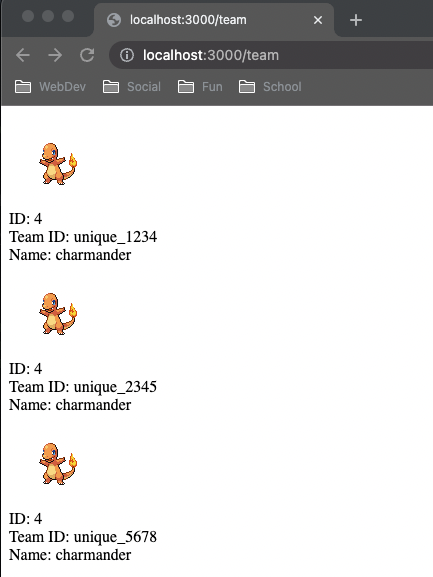 localhost:3000/team
localhost:3000/team
WebDev Social Fun School
ID: 4
Team ID: unique_1234
Name: charmander
ID: 4
Team ID: unique_2345
Name: charmander
ID: 4
Team ID: unique_5678
Name: charmander